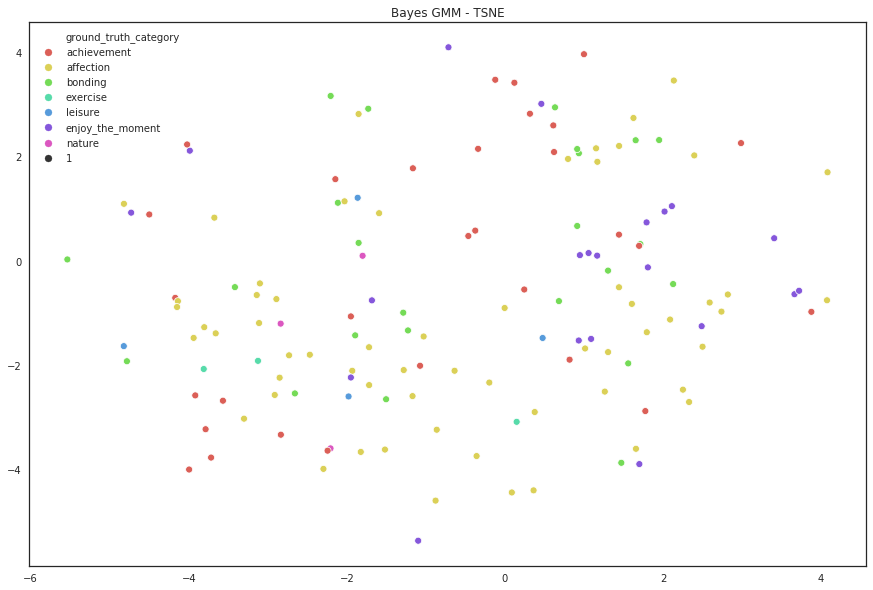 Bayes GMM - TSNE
ground_truth_category
achievement
affection
bonding
exercise
leisure
enjoy_the_moment
nature
1
4
2
0
−2
−4
−6
−4
−2
0
2
4